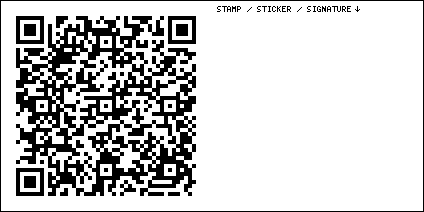 STAMP / STICKER / SIGNATURE ↓